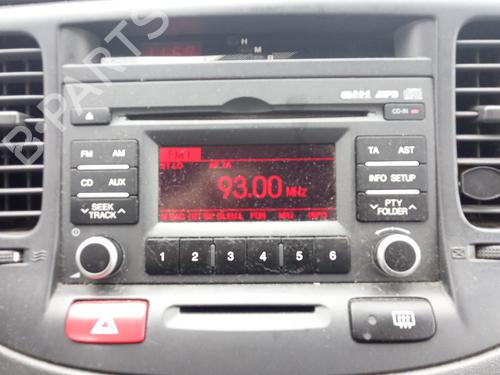 H
M
B-PARTS
MP3
CD-IN
FM AM
TA AST
CD AUX
INFO SETUP
FM1
93.00 MHz
SEEK
TRACK
PTY
FOLDER
1 2 3 4 5 6